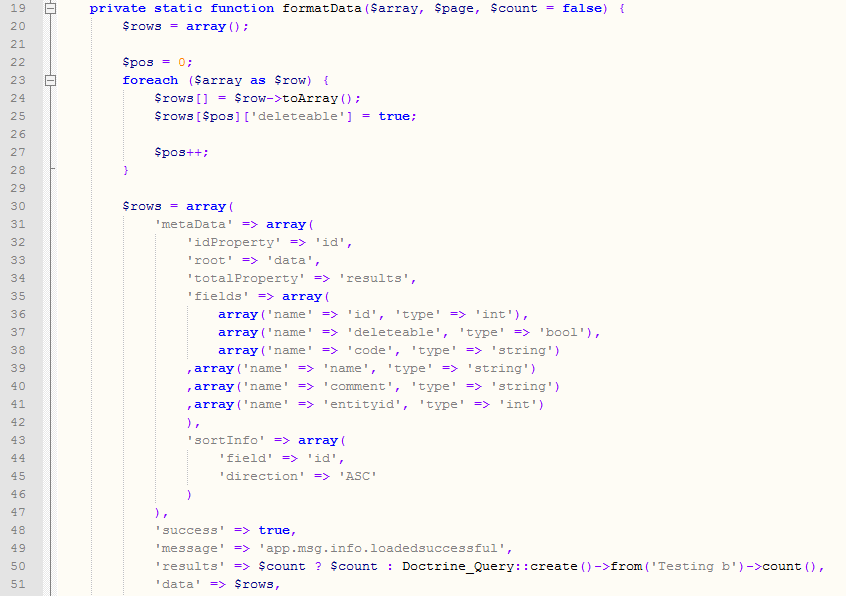 19 private static function formatData($array, $page, $count = false) {
20 $rows = array();
21
22 $pos = 0;
23 foreach ($array as $row) {
24 $rows[] = $row->toArray();
25 $rows[$pos]['deleteable'] = true;
26
27 $pos++;
28 }
29
30 $rows = array(
31 'metaData' => array(
32 'idProperty' => 'id',
33 'root' => 'data',
34 'totalProperty' => 'results',
35 'fields' => array(
36 array('name' => 'id', 'type' => 'int'),
37 array('name' => 'deleteable', 'type' => 'bool'),
38 array('name' => 'code', 'type' => 'string')
39 ,array('name' => 'name', 'type' => 'string')
40 ,array('name' => 'comment', 'type' => 'string')
41 ,array('name' => 'entityid', 'type' => 'int')
42 ),
43 'sortInfo' => array(
44 'field' => 'id',
45 'direction' => 'ASC'
46 )
47 ),
48 'success' => true,
49 'message' => 'app.msg.info.loadedsuccessful',
50 'results' => $count ? $count : Doctrine_Query::create()->from('Testing b')->count(),
51 'data' => $rows,